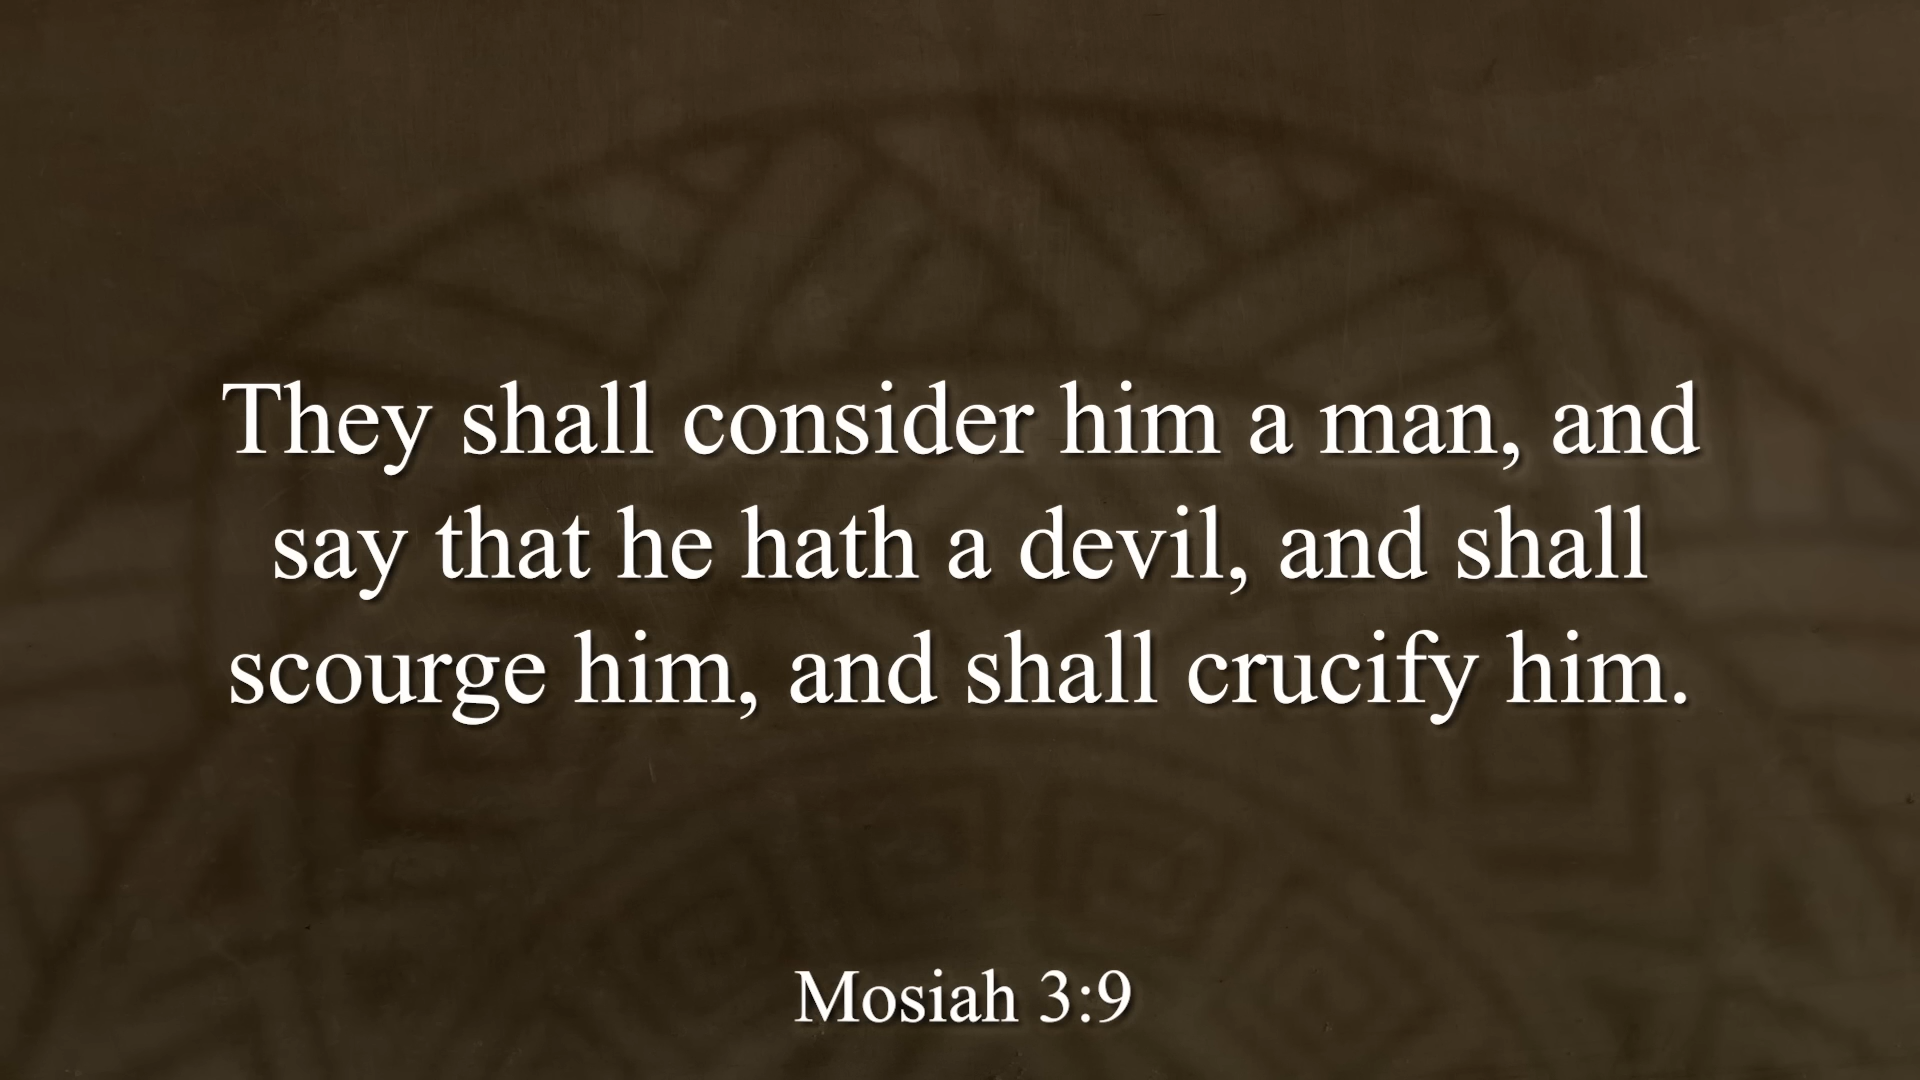 They shall consider him a man, and
say that he hath a devil, and shall
scourge him, and shall crucify him.
Mosiah 3:9